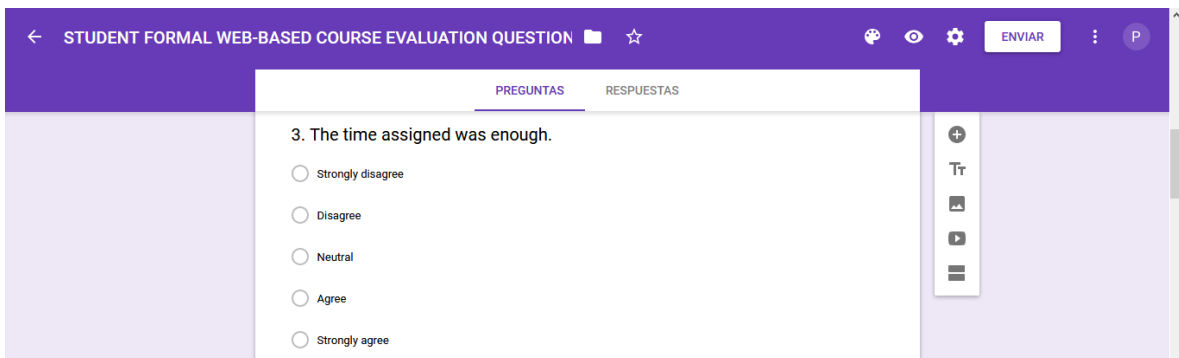 STUDENT FORMAL WEB-BASED COURSE EVALUATION QUESTION
ENVIAR
P
PREGUNTAS RESPUESTAS
3. The time assigned was enough.
Strongly disagree
Disagree
Neutral
Agree
Strongly agree